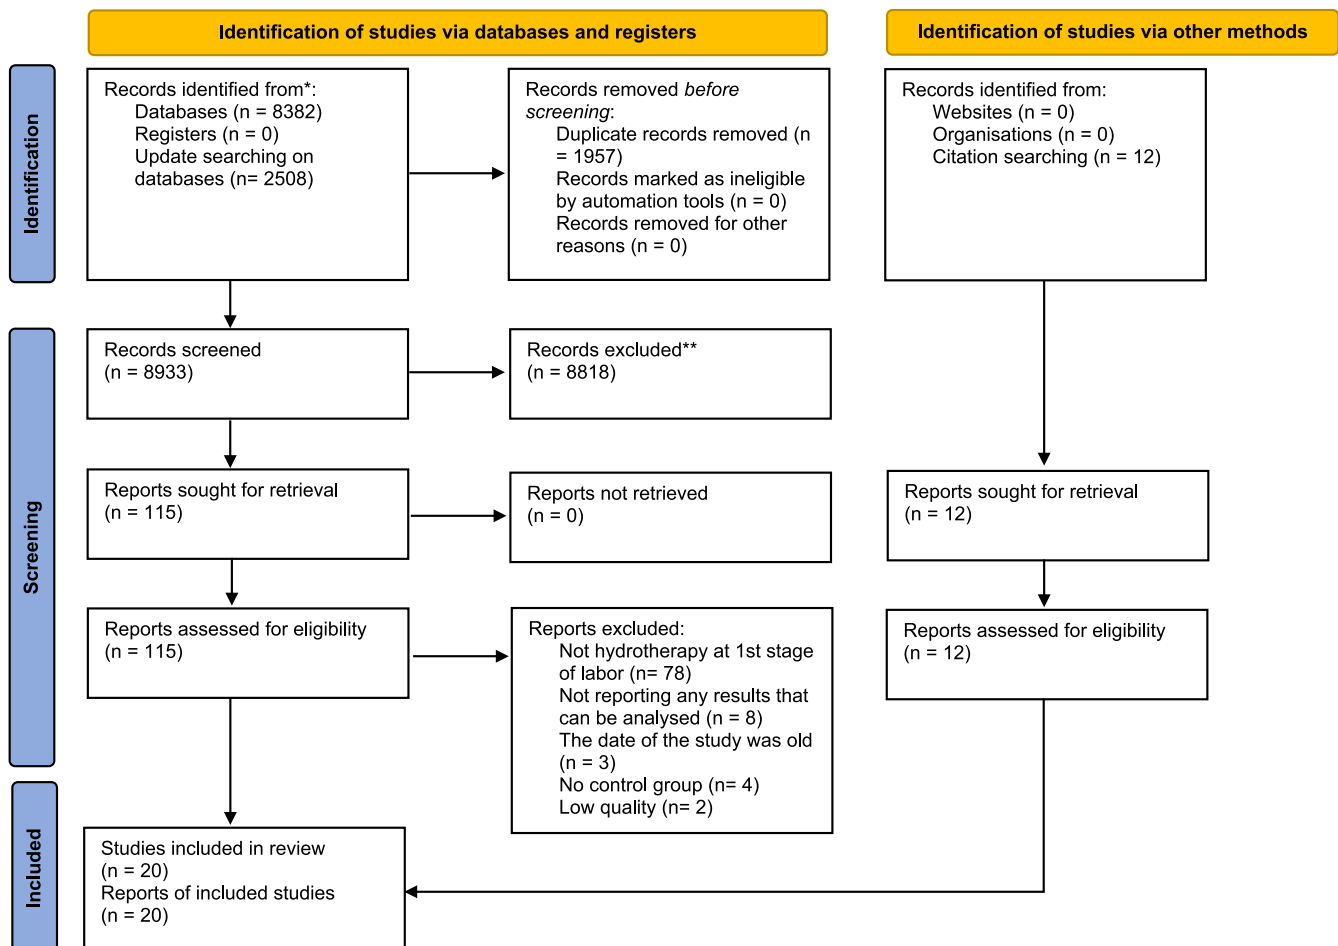 Identification of studies via databases and registers
Identification of studies via other methods
Identification
Records identified from*:
Databases (n = 8382)
Registers (n = 0)
Update searching on
databases (n= 2508)
Records removed before
screening:
Duplicate records removed (n
= 1957)
Records marked as ineligible
by automation tools (n = 0)
Records removed for other
reasons (n = 0)
Records identified from:
Websites (n = 0)
Organisations (n = 0)
Citation searching (n = 12)
Screening
Records screened
(n = 8933)
Records excluded**
(n = 8818)
Reports sought for retrieval
(n = 115)
Reports not retrieved
(n = 0)
Reports sought for retrieval
(n = 12)
Reports assessed for eligibility
(n = 115)
Reports excluded:
Not hydrotherapy at 1st stage
of labor (n= 78)
Not reporting any results that
can be analysed (n = 8)
The date of the study was old
(n = 3)
No control group (n= 4)
Low quality (n= 2)
Reports assessed for eligibility
(n = 12)
Included
Studies included in review
(n = 20)
Reports of included studies
(n = 20)